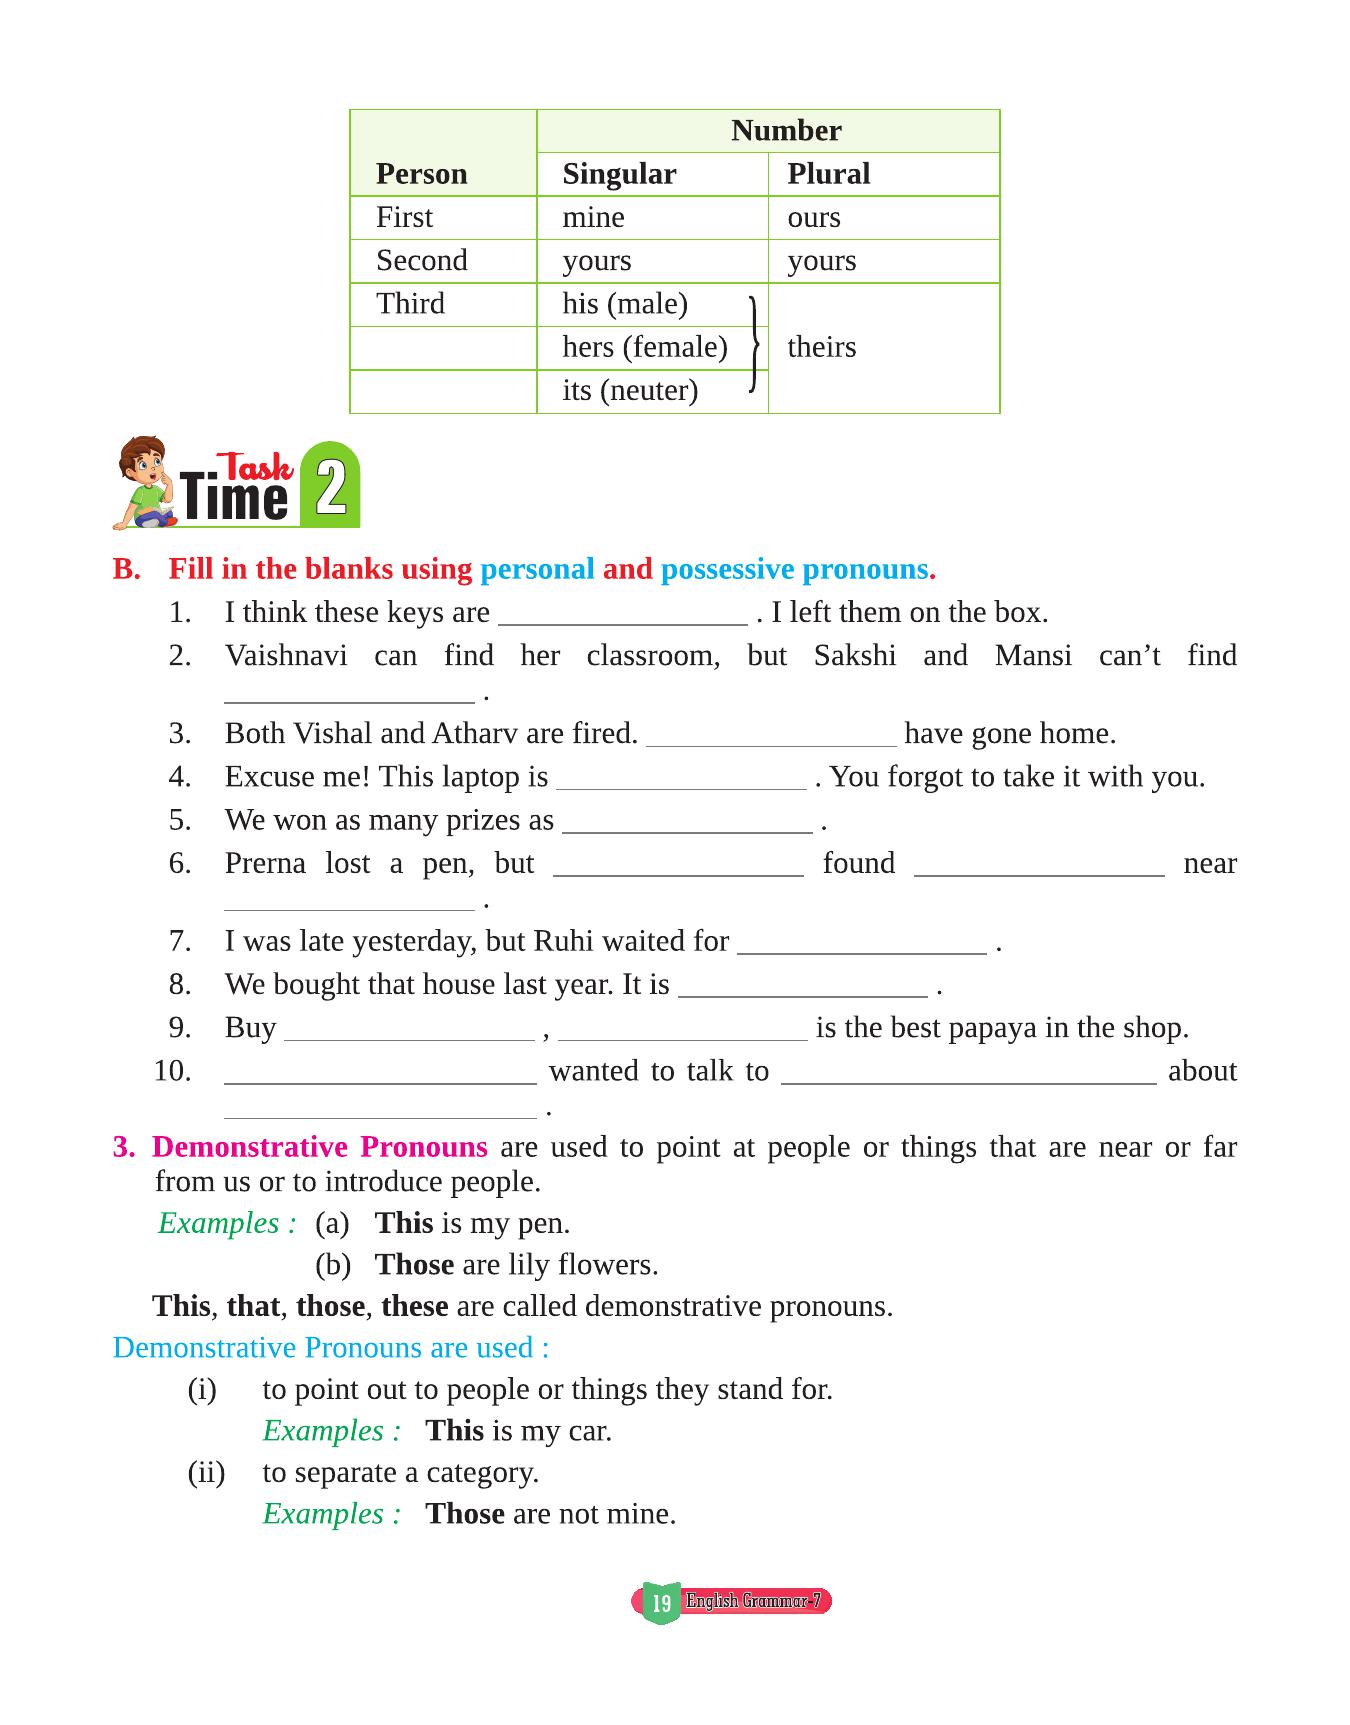 Number
Person Singular Plural
First mine ours
Second yours yours
Third his (male)
hers (female) theirs
its (neuter)
Task
Time 2
B. Fill in the blanks using personal and possessive pronouns.
1. I think these keys are ________________ . I left them on the box.
2. Vaishnavi can find her classroom, but Sakshi and Mansi can’t find
________________ .
3. Both Vishal and Atharv are fired. ________________ have gone home.
4. Excuse me! This laptop is ________________ . You forgot to take it with you.
5. We won as many prizes as ________________ .
6. Prerna lost a pen, but ________________ found ________________ near
________________ .
7. I was late yesterday, but Ruhi waited for ________________ .
8. We bought that house last year. It is ________________ .
9. Buy ________________ , ________________ is the best papaya in the shop.
10. ____________________ wanted to talk to ________________________ about
____________________ .
3. Demonstrative Pronouns are used to point at people or things that are near or far
from us or to introduce people.
Examples : (a) This is my pen.
(b) Those are lily flowers.
This, that, those, these are called demonstrative pronouns.
Demonstrative Pronouns are used :
(i) to point out to people or things they stand for.
Examples : This is my car.
(ii) to separate a category.
Examples : Those are not mine.
19 English Grammar-7